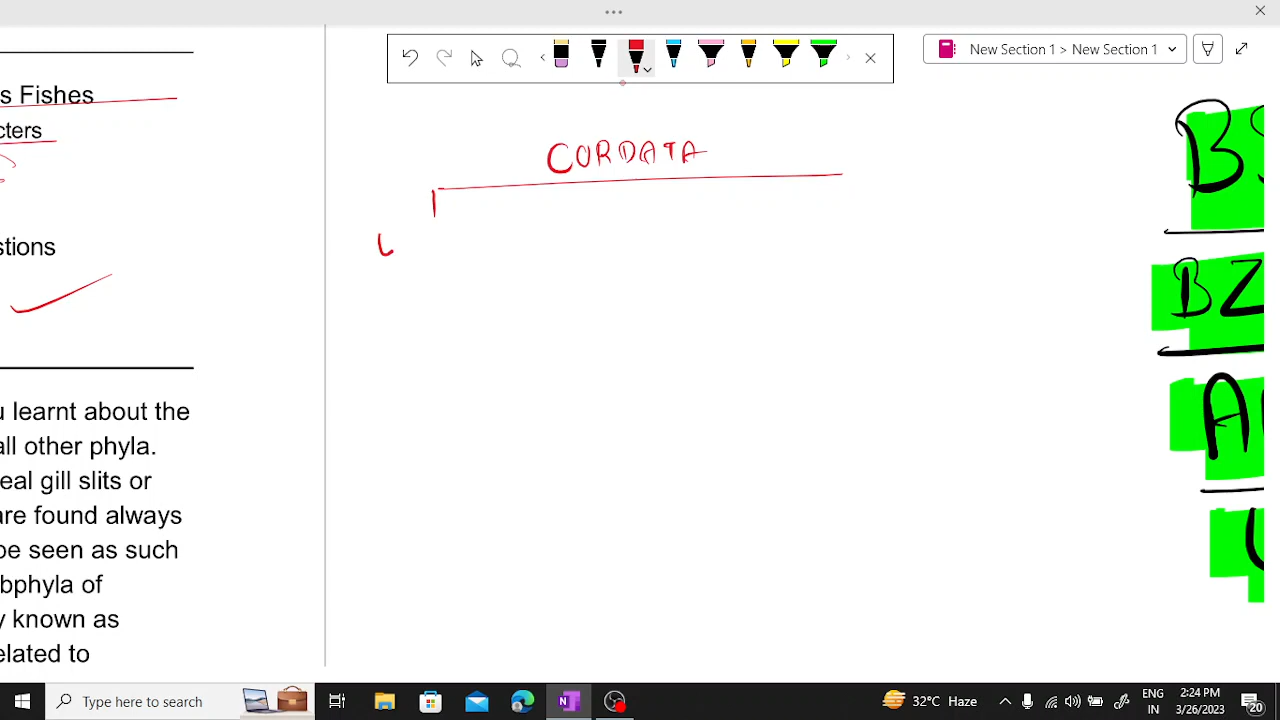 New Section 1 > New Section 1
s Fishes
cters
stions
u learnt about the
all other phyla.
eal gill slits or
are found always
be seen as such
bphyla of
y known as
elated to
CORDATA
BS
BZ
A
Type here to search
32°C Haze
ENG
IN
2:24 PM
3/26/2023
20